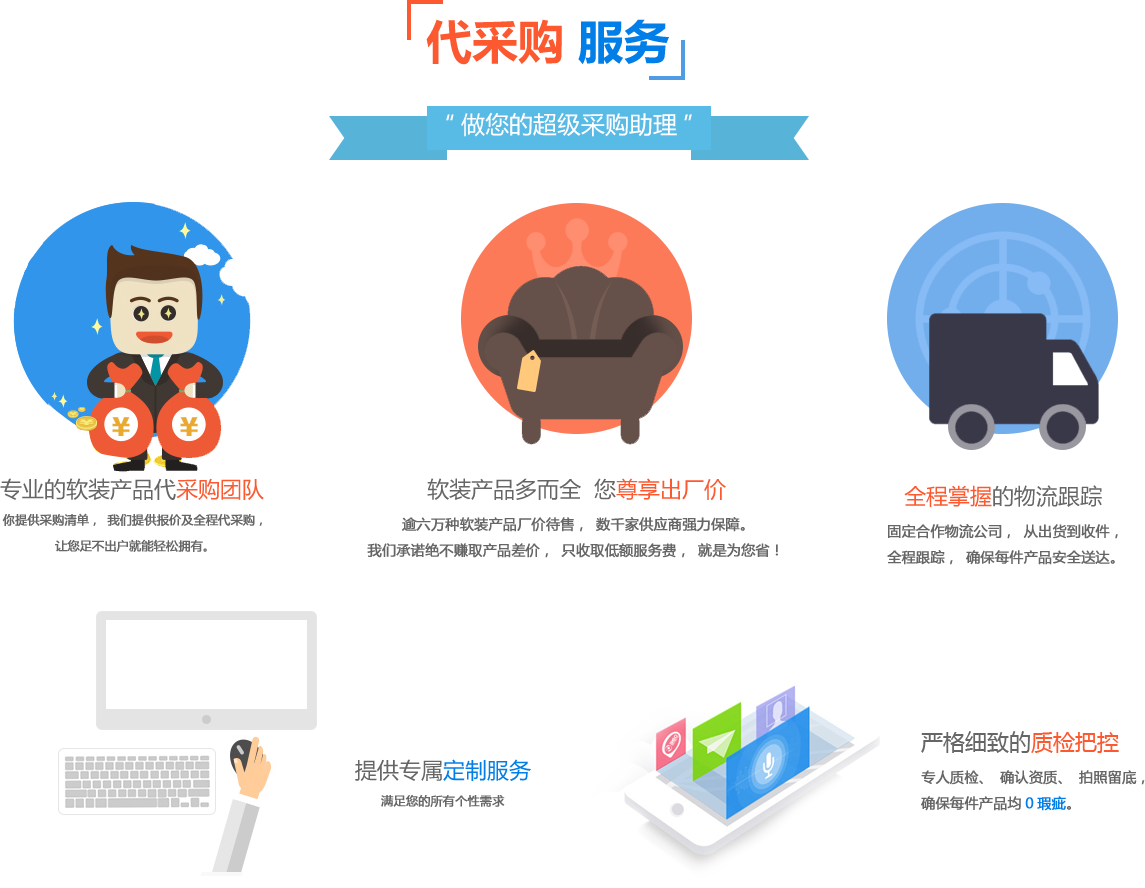 代采购 服务
“ 做您的超级采购助理 ”
¥ ¥
专业的软装产品代采购团队
你提供采购清单， 我们提供报价及全程代采购，
让您足不出户就能轻松拥有。
软装产品多而全 您尊享出厂价
逾六万种软装产品厂价待售， 数千家供应商强力保障。
我们承诺绝不赚取产品差价， 只收取低额服务费， 就是为您省！
全程掌握的物流跟踪
固定合作物流公司， 从出货到收件，
全程跟踪， 确保每件产品安全送达。
提供专属定制服务
满足您的所有个性需求
严格细致的质检把控
专人质检、 确认资质、 拍照留底，
确保每件产品均 0 瑕疵。